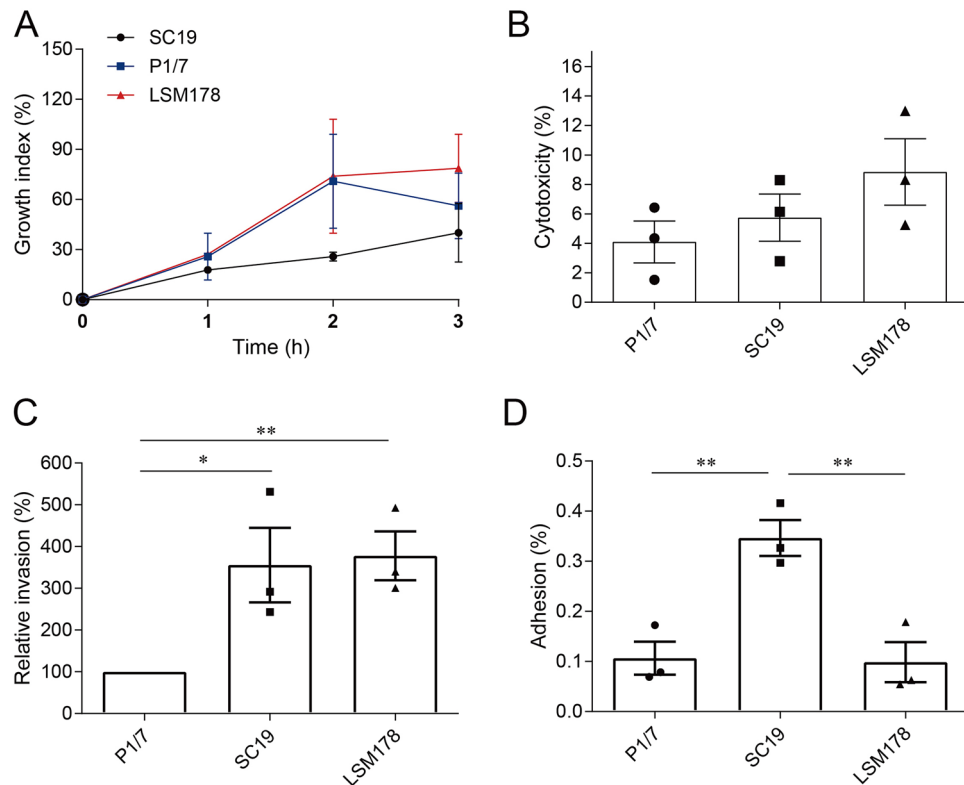 A
SC19
P1/7
LSM178
150
120
90
60
30
0
Growth index (%)
0 1 2 3
Time (h)
B
16
14
12
10
8
6
4
2
0
Cytotoxicity (%)
P1/7 SC19 LSM178
C
**
*
600
500
400
300
200
100
0
Relative invasion (%)
P1/7 SC19 LSM178
D
** **
0.5
0.4
0.3
0.2
0.1
0.0
Adhesion (%)
P1/7 SC19 LSM178